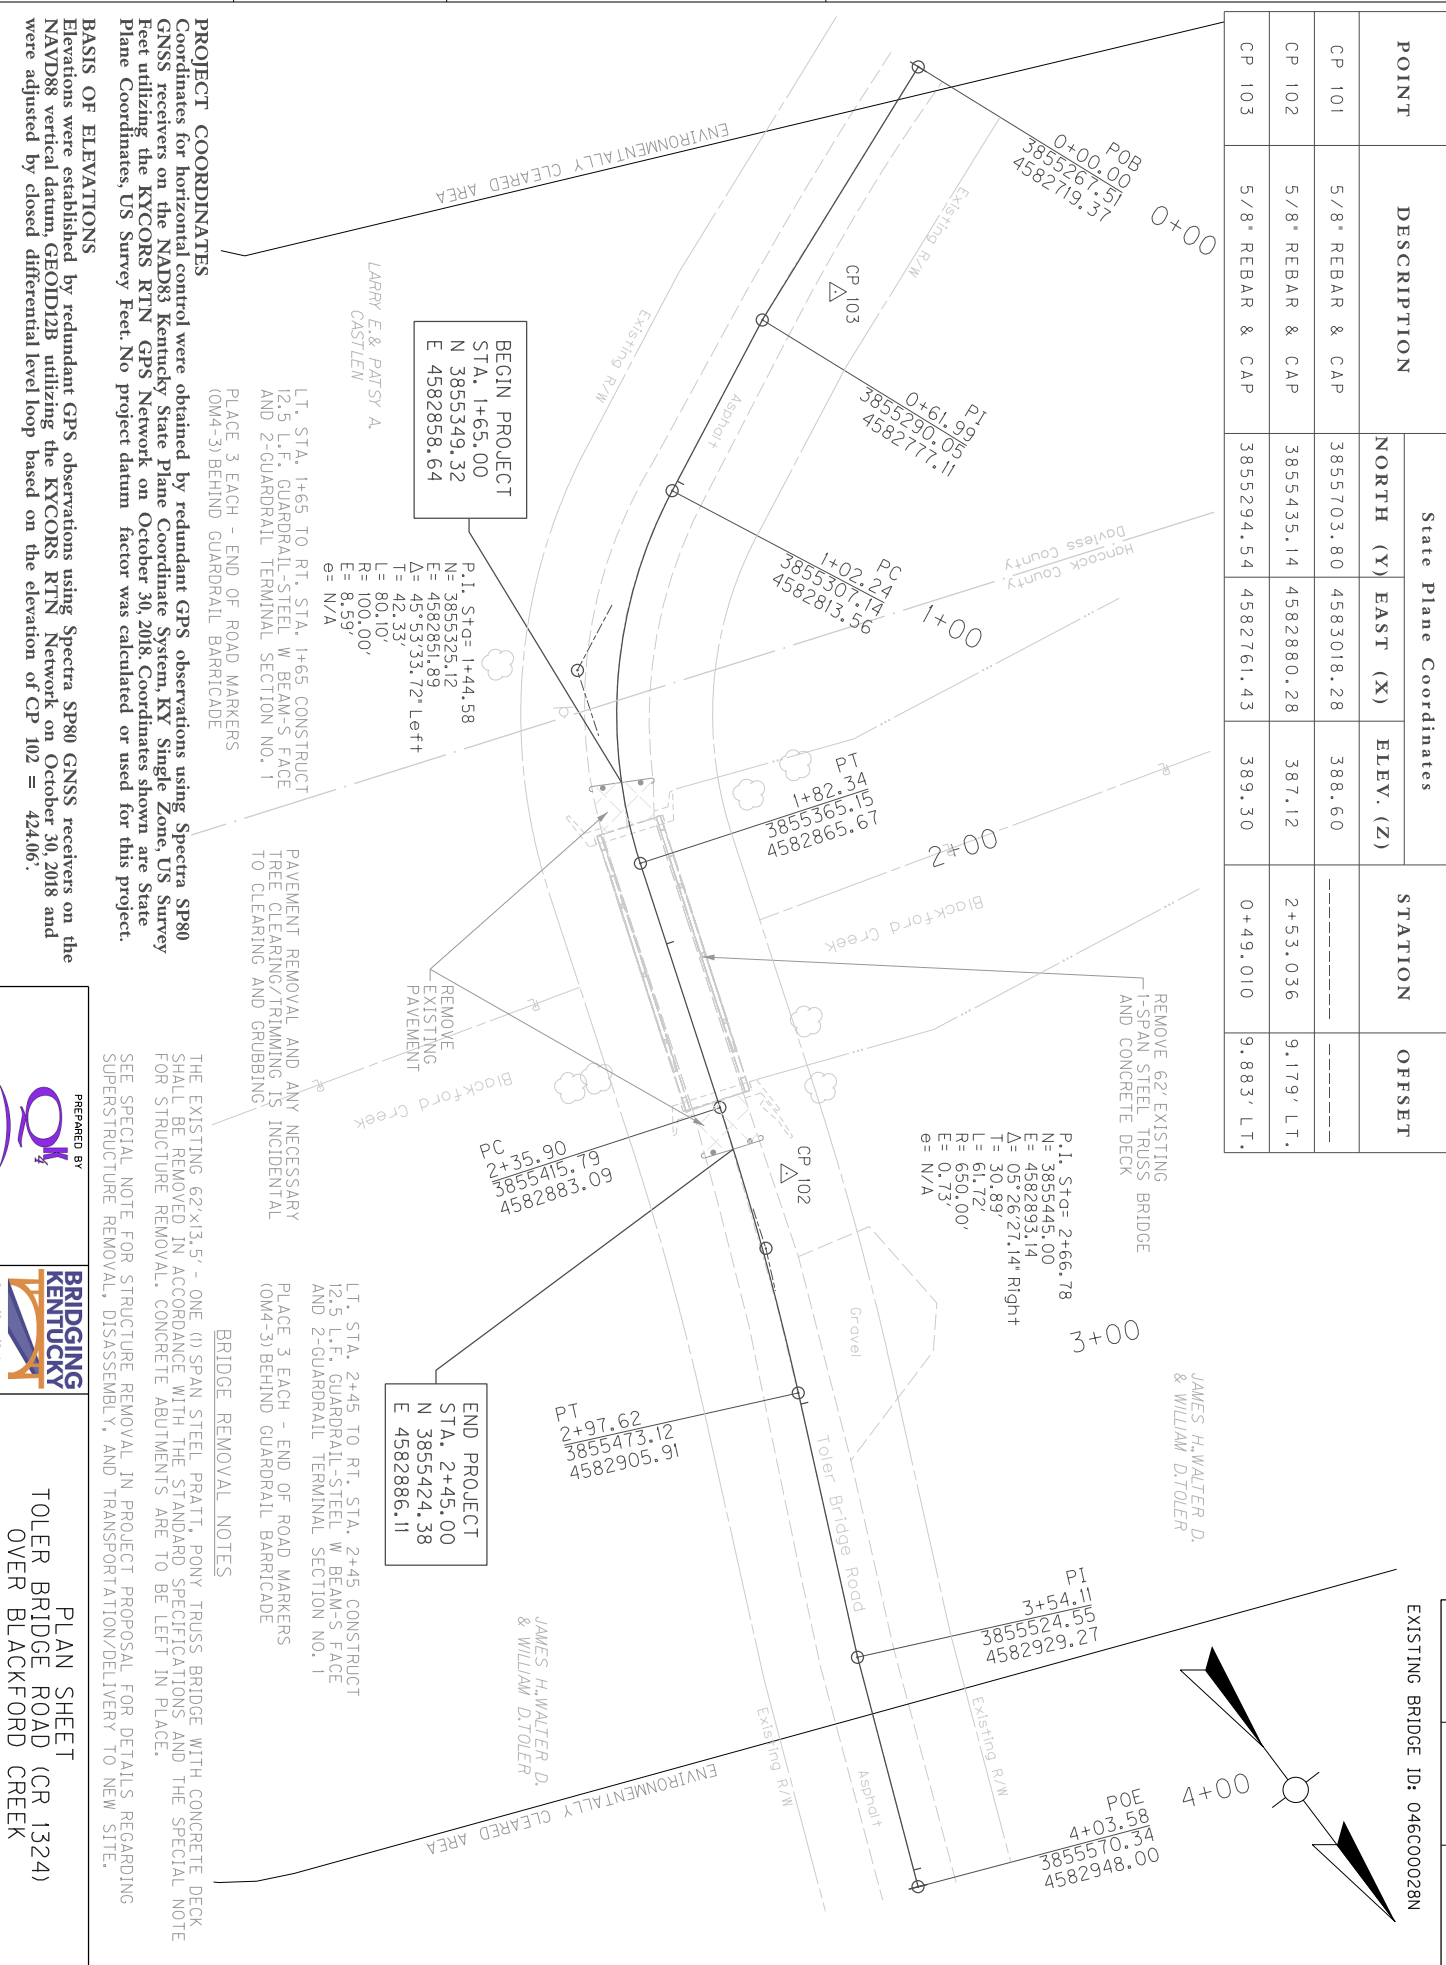 State Plane Coordinates
POINT DESCRIPTION NORTH (Y) EAST (X) ELEV. (Z) STATION OFFSET
CP 101 5/8" REBAR & CAP 3855703.80 4583018.28 388.60 ---------- --------
CP 102 5/8" REBAR & CAP 3855435.14 4582880.28 387.12 2+53.036 9.179' LT.
CP 103 5/8" REBAR & CAP 3855294.54 4582761.43 389.30 0+49.010 9.883' LT.
EXISTING BRIDGE ID: 046C00028N
POB
0+00.00
3855267.51
4582719.37
0+00
Existing R/W
CP 103
PI
0+61.99
3855290.05
4582777.11
Asphalt
Existing R/W
ENVIRONMENTALLY CLEARED AREA
LARRY E.& PATSY A.
CASTLEN
PC
1+02.24
3855307.14
4582813.56
1+00
Hancock County
Daviess County
BEGIN PROJECT
STA. 1+65.00
N 3855349.32
E 4582858.64
P.I. Sta= 1+44.58
N= 3855325.12
E= 4582851.89
Δ= 45°53'33.72" Left
T= 42.33'
L= 80.10'
R= 100.00'
E= 8.59'
e= N/A
LT. STA. 1+65 TO RT. STA. 1+65 CONSTRUCT
12.5 L.F. GUARDRAIL-STEEL W BEAM-S FACE
AND 2-GUARDRAIL TERMINAL SECTION NO. 1
PLACE 3 EACH - END OF ROAD MARKERS
(OM4-3) BEHIND GUARDRAIL BARRICADE
PT
1+82.34
3855365.15
4582865.67
2+00
Blackford Creek
REMOVE 62' EXISTING
1-SPAN STEEL TRUSS BRIDGE
AND CONCRETE DECK
REMOVE
EXISTING
PAVEMENT
PAVEMENT REMOVAL AND ANY NECESSARY
TREE CLEARING/TRIMMING IS INCIDENTAL
TO CLEARING AND GRUBBING
Blackford Creek
PC
2+35.90
3855415.79
4582883.09
CP 102
P.I. Sta= 2+66.78
N= 3855445.00
E= 4582893.14
Δ= 05°26'27.14" Right
T= 30.89'
L= 61.72'
R= 650.00'
E= 0.73'
e= N/A
3+00
Gravel
JAMES H.,WALTER D.
& WILLIAM D.TOLER
END PROJECT
STA. 2+45.00
N 3855424.38
E 4582886.11
LT. STA. 2+45 TO RT. STA. 2+45 CONSTRUCT
12.5 L.F. GUARDRAIL-STEEL W BEAM-S FACE
AND 2-GUARDRAIL TERMINAL SECTION NO. 1
PLACE 3 EACH - END OF ROAD MARKERS
(OM4-3) BEHIND GUARDRAIL BARRICADE
PT
2+97.62
3855473.12
4582905.91
Toler Bridge Road
PI
3+54.11
3855524.55
4582929.27
JAMES H.,WALTER D.
& WILLIAM D.TOLER
Existing R/W
Existing R/W
Asphalt
ENVIRONMENTALLY CLEARED AREA
POE
4+03.58
3855570.34
4582948.00
4+00
BRIDGE REMOVAL NOTES
THE EXISTING 62'x13.5' - ONE (1) SPAN STEEL PRATT, PONY TRUSS BRIDGE WITH CONCRETE DECK
SHALL BE REMOVED IN ACCORDANCE WITH THE STANDARD SPECIFICATIONS AND THE SPECIAL NOTE
FOR STRUCTURE REMOVAL. CONCRETE ABUTMENTS ARE TO BE LEFT IN PLACE.
SEE SPECIAL NOTE FOR STRUCTURE REMOVAL IN PROJECT PROPOSAL FOR DETAILS REGARDING
SUPERSTRUCTURE REMOVAL, DISASSEMBLY, AND TRANSPORTATION/DELIVERY TO NEW SITE.
PROJECT COORDINATES
Coordinates for horizontal control were obtained by redundant GPS observations using Spectra SP80
GNSS receivers on the NAD83 Kentucky State Plane Coordinate System, KY Single Zone, US Survey
Feet utilizing the KYCORS RTN GPS Network on October 30, 2018. Coordinates shown are State
Plane Coordinates, US Survey Feet. No project datum factor was calculated or used for this project.
BASIS OF ELEVATIONS
Elevations were established by redundant GPS observations using Spectra SP80 GNSS receivers on the
NAVD88 vertical datum, GEOID12B utilizing the KYCORS RTN Network on October 30, 2018 and
were adjusted by closed differential level loop based on the elevation of CP 102 = 424.06'.
PREPARED BY
Qk4
BRIDGING
KENTUCKY
PLAN SHEET
TOLER BRIDGE ROAD (CR 1324)
OVER BLACKFORD CREEK